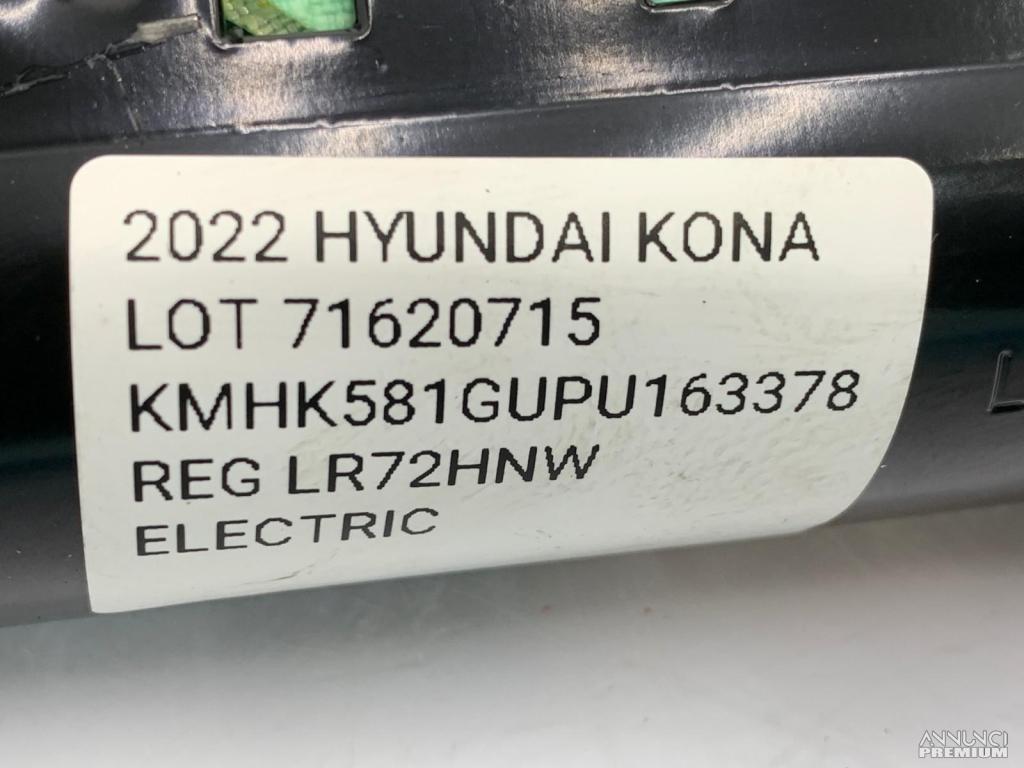 2022 HYUNDAI KONA
LOT 71620715
KMHK581GUPU163378
REG LR72HNW
ELECTRIC
L
ANNUNCI
PREMIUM